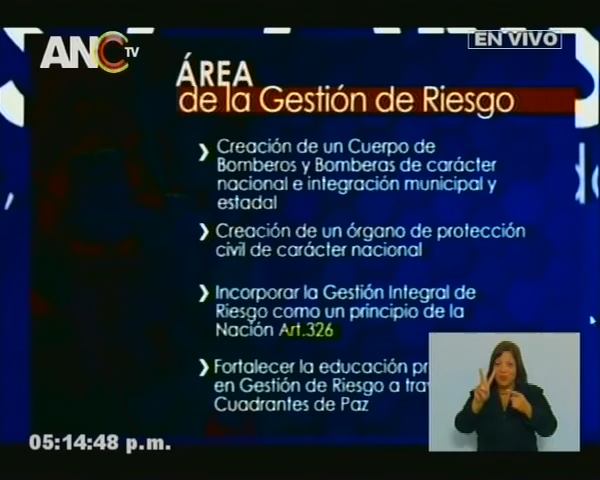 ANC TV
EN VIVO
ÁREA
de la Gestión de Riesgo
❯ Creación de un Cuerpo de
Bomberos y Bomberas de carácter
nacional e integración municipal y
estadal
❯ Creación de un órgano de protección
civil de carácter nacional
❯ Incorporar la Gestión Integral de
Riesgo como un principio de la
Nación Art.326
❯ Fortalecer la educación
en Gestión de Riesgo a
Cuadrantes de Paz
05:14:48 p.m.